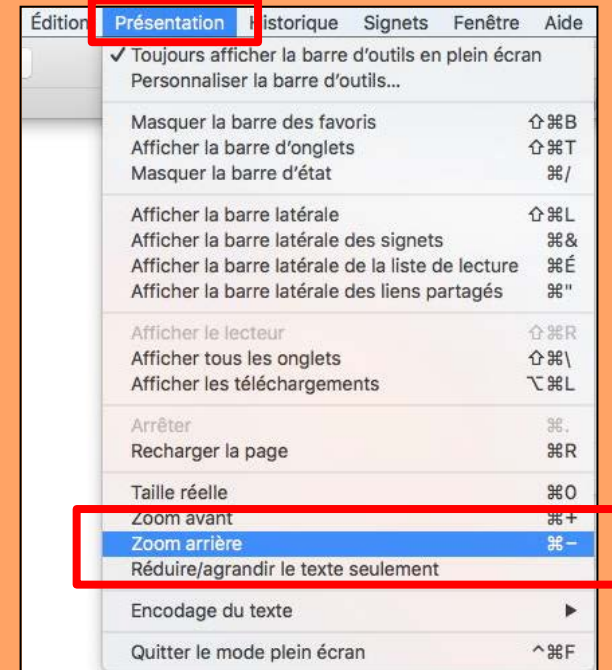 Édition Présentation Historique Signets Fenêtre Aide
✓ Toujours afficher la barre d'outils en plein écran
Personnaliser la barre d'outils...
Masquer la barre des favoris ⇧⌘B
Afficher la barre d'onglets ⇧⌘T
Masquer la barre d'état ⌘/
Afficher la barre latérale ⇧⌘L
Afficher la barre latérale des signets ⌘&
Afficher la barre latérale de la liste de lecture ⌘É
Afficher la barre latérale des liens partagés ⌘"
Afficher le lecteur ⇧⌘R
Afficher tous les onglets ⇧⌘\
Afficher les téléchargements ⌥⌘L
Arrêter ⌘.
Recharger la page ⌘R
Taille réelle ⌘0
Zoom avant ⌘+
Zoom arrière ⌘−
Réduire/agrandir le texte seulement
Encodage du texte ▶
Quitter le mode plein écran ^⌘F